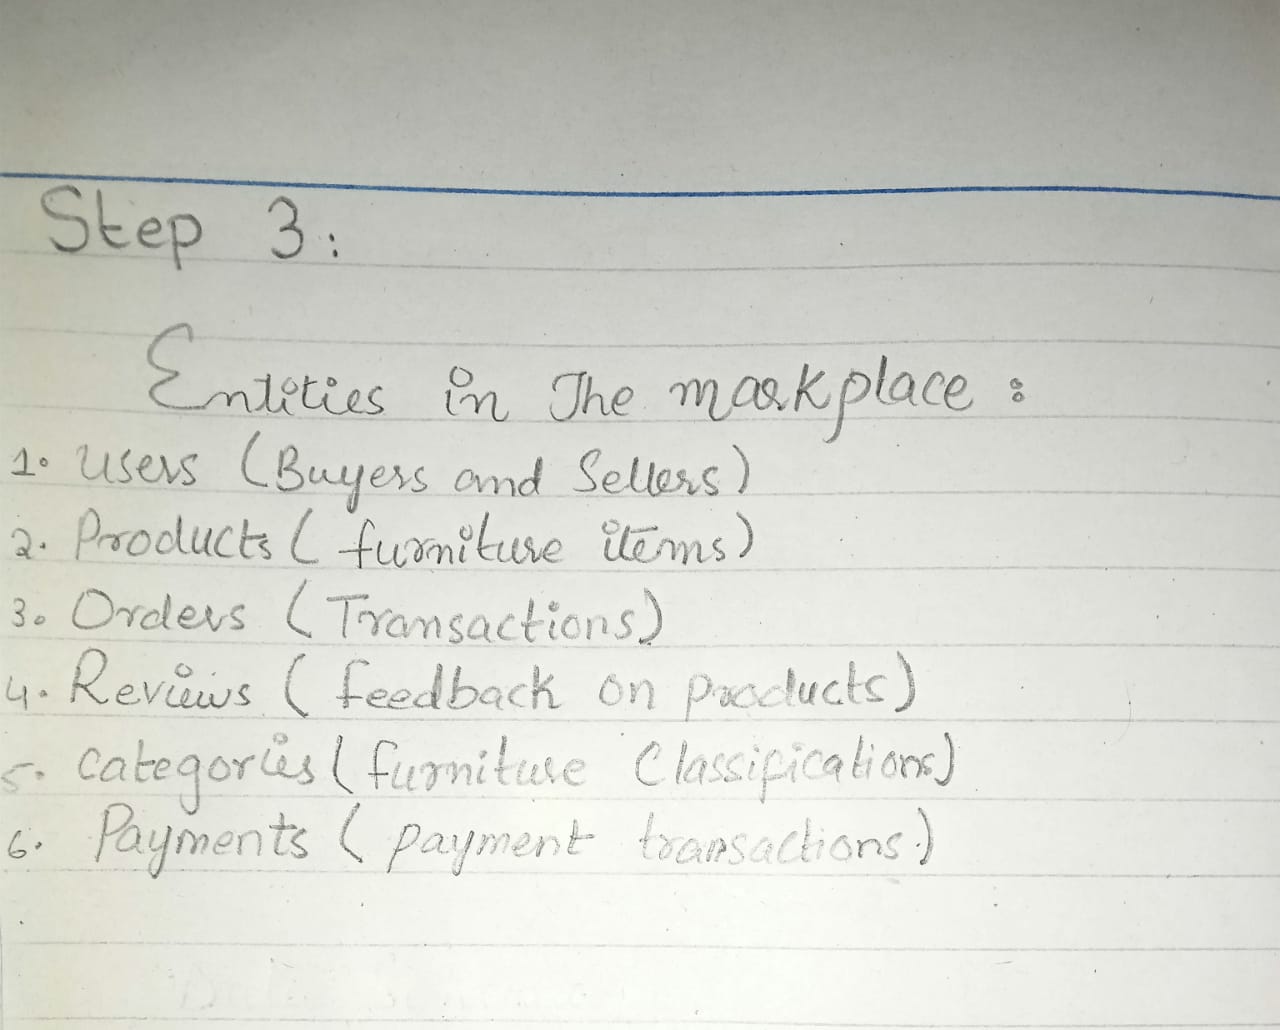 Step 3:
Entities in The markplace :
1. Users (Buyers and Sellers)
2. Products ( furniture items)
3. Orders (Transactions)
4. Reviews ( feedback on products)
5. categories ( furniture Classifications)
6. Payments ( payment transactions.)